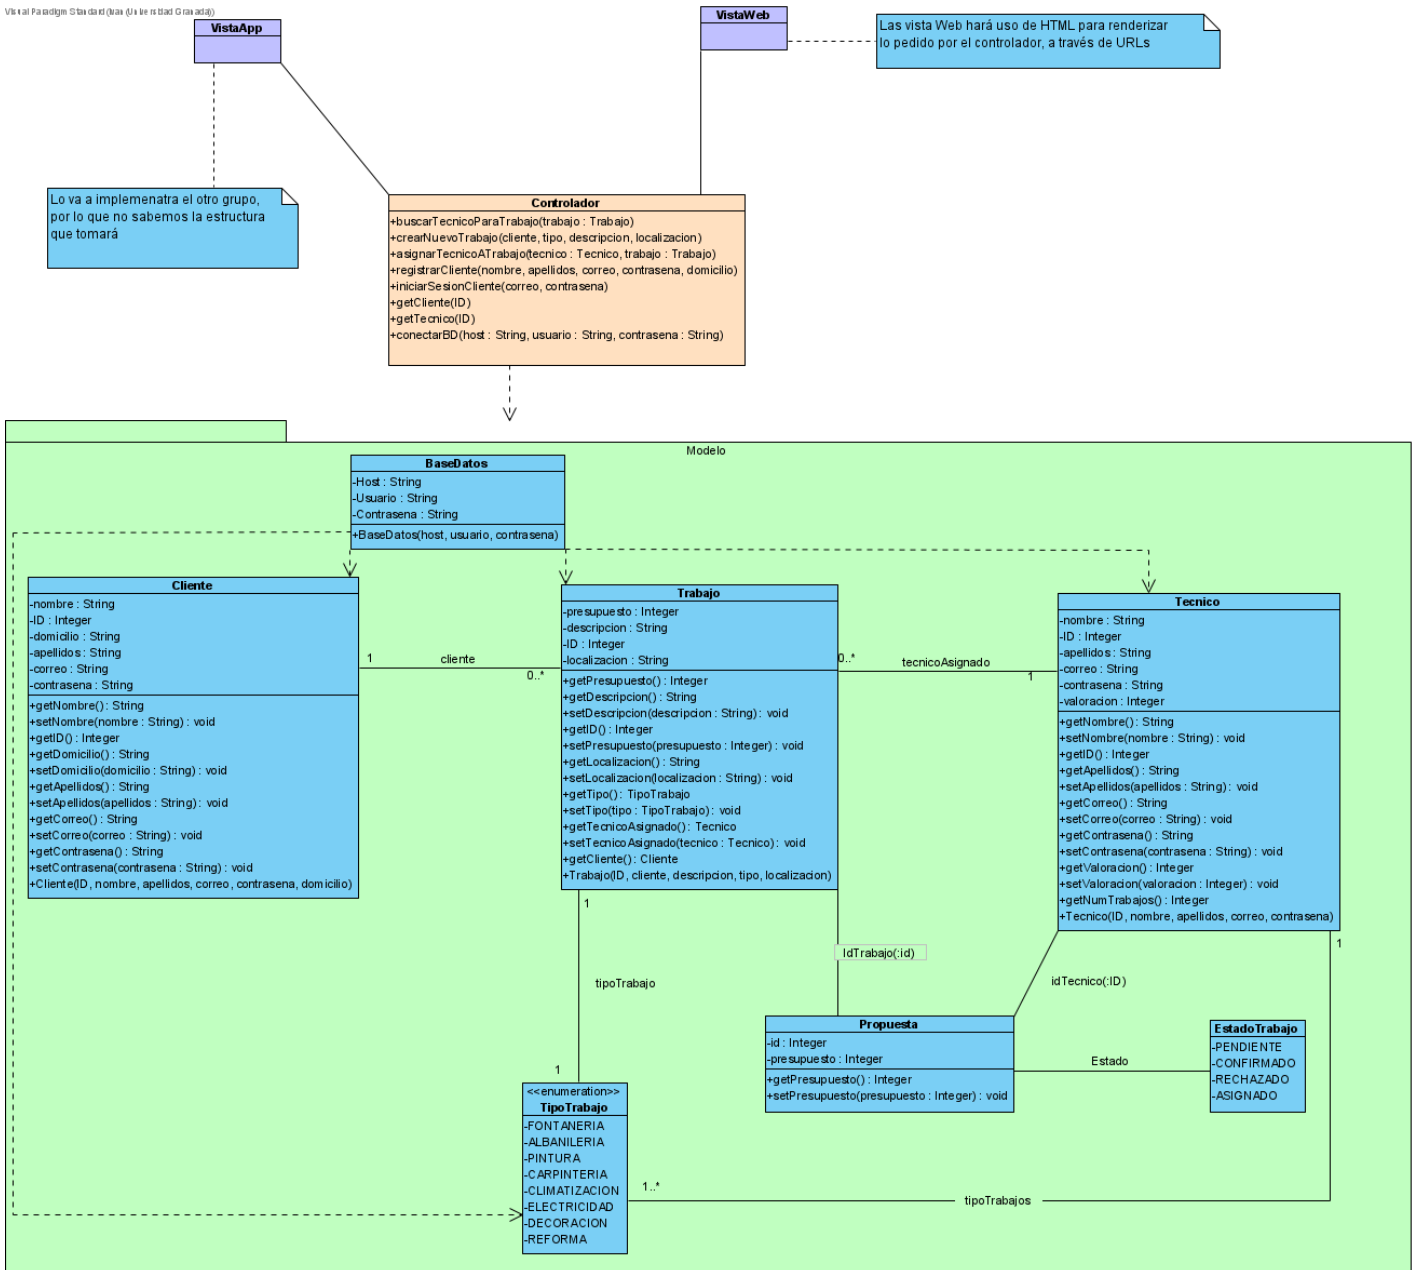 Visual Paradigm Standard (Ivan (Universidad Granada))
VistaApp
VistaWeb
Las vista Web hará uso de HTML para renderizar
lo pedido por el controlador, a través de URLs
Lo va a implemenatra el otro grupo,
por lo que no sabemos la estructura
que tomará
Controlador
+buscarTecnicoParaTrabajo(trabajo : Trabajo)
+crearNuevoTrabajo(cliente, tipo, descripcion, localizacion)
+asignarTecnicoATrabajo(tecnico : Tecnico, trabajo : Trabajo)
+registrarCliente(nombre, apellidos, correo, contrasena, domicilio)
+iniciarSesionCliente(correo, contrasena)
+getCliente(ID)
+getTecnico(ID)
+conectarBD(host : String, usuario : String, contrasena : String)
Modelo
BaseDatos
-Host : String
-Usuario : String
-Contrasena : String
+BaseDatos(host, usuario, contrasena)
Cliente
-nombre : String
-ID : Integer
-domicilio : String
-apellidos : String
-correo : String
-contrasena : String
+getNombre() : String
+setNombre(nombre : String) : void
+getID() : Integer
+getDomicilio() : String
+setDomicilio(domicilio : String) : void
+getApellidos() : String
+setApellidos(apellidos : String) : void
+getCorreo() : String
+setCorreo(correo : String) : void
+getContrasena() : String
+setContrasena(contrasena : String) : void
+Cliente(ID, nombre, apellidos, correo, contrasena, domicilio)
1
cliente
0..*
Trabajo
-presupuesto : Integer
-descripcion : String
-ID : Integer
-localizacion : String
+getPresupuesto() : Integer
+getDescripcion() : String
+setDescripcion(descripcion : String) : void
+getID() : Integer
+setPresupuesto(presupuesto : Integer) : void
+getLocalizacion() : String
+setLocalizacion(localizacion : String) : void
+getTipo() : TipoTrabajo
+setTipo(tipo : TipoTrabajo) : void
+getTecnicoAsignado() : Tecnico
+setTecnicoAsignado(tecnico : Tecnico) : void
+getCliente() : Cliente
+Trabajo(ID, cliente, descripcion, tipo, localizacion)
0..*
tecnicoAsignado
1
Tecnico
-nombre : String
-ID : Integer
-apellidos : String
-correo : String
-contrasena : String
-valoracion : Integer
+getNombre() : String
+setNombre(nombre : String) : void
+getID() : Integer
+getApellidos() : String
+setApellidos(apellidos : String) : void
+getCorreo() : String
+setCorreo(correo : String) : void
+getContrasena() : String
+setContrasena(contrasena : String) : void
+getValoracion() : Integer
+setValoracion(valoracion : Integer) : void
+getNumTrabajos() : Integer
+Tecnico(ID, nombre, apellidos, correo, contrasena)
1
1
IdTrabajo(:id)
tipoTrabajo
idTecnico(:ID)
Propuesta
-id : Integer
-presupuesto : Integer
+getPresupuesto() : Integer
+setPresupuesto(presupuesto : Integer) : void
Estado
EstadoTrabajo
-PENDIENTE
-CONFIRMADO
-RECHAZADO
-ASIGNADO
1
<<enumeration>>
TipoTrabajo
-FONTANERIA
-ALBANILERIA
-PINTURA
-CARPINTERIA
-CLIMATIZACION
-ELECTRICIDAD
-DECORACION
-REFORMA
1..*
tipoTrabajos